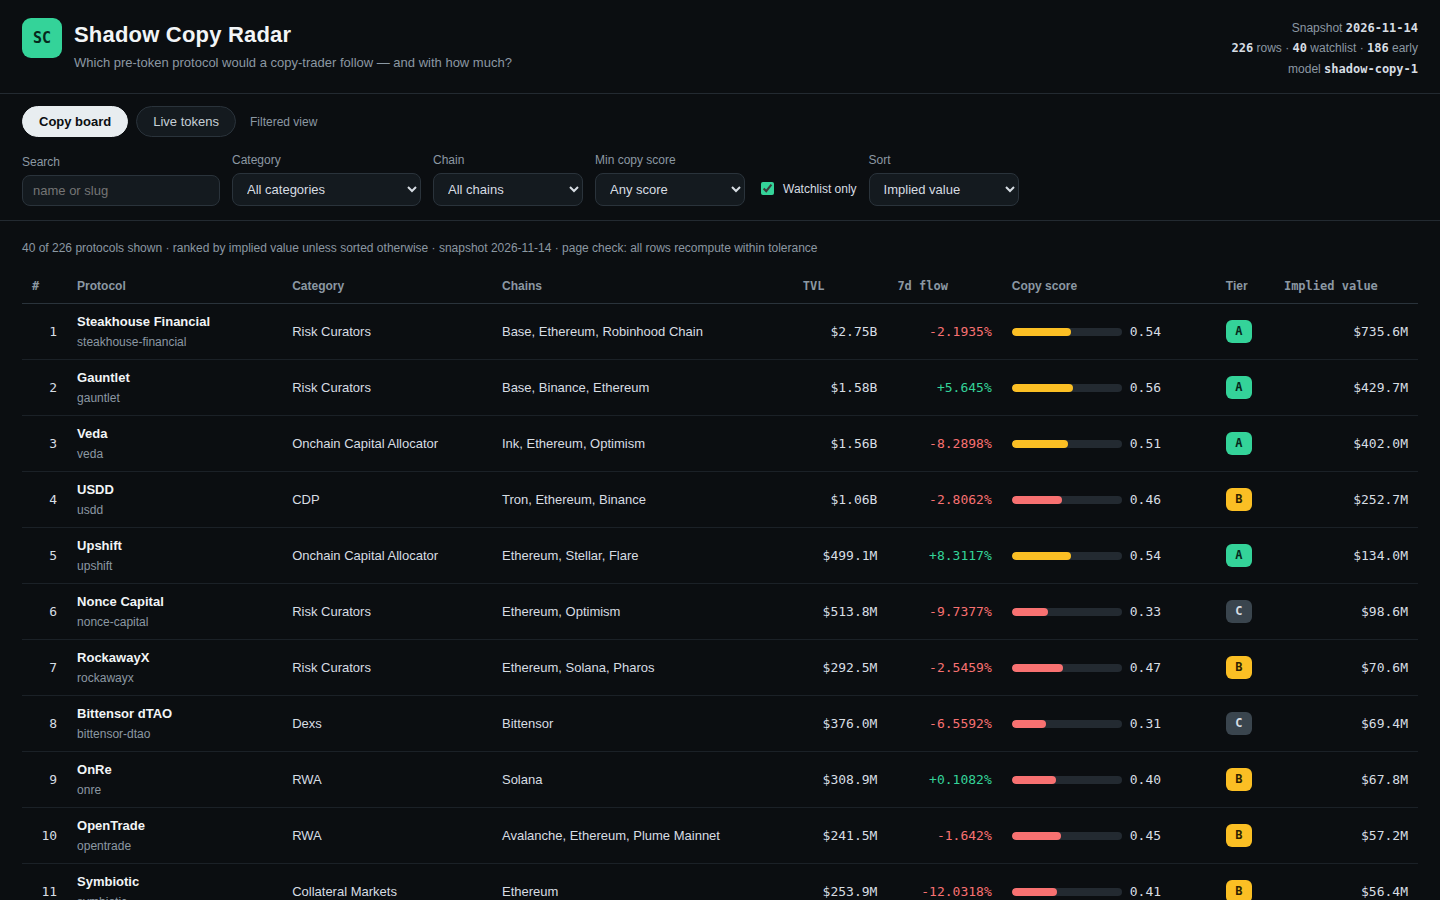 SC
Shadow Copy Radar
Which pre-token protocol would a copy-trader follow — and with how much?
Snapshot 2026-11-14
226 rows · 40 watchlist · 186 early
model shadow-copy-1
Copy board
Live tokens
Filtered view
Search
Category
Chain
Min copy score
Sort
name or slug
All categories
All chains
Any score
Watchlist only
Implied value
40 of 226 protocols shown · ranked by implied value unless sorted otherwise · snapshot 2026-11-14 · page check: all rows recompute within tolerance
# Protocol Category Chains TVL 7d flow Copy score Tier Implied value
1 Steakhouse Financial Risk Curators Base, Ethereum, Robinhood Chain $2.75B -2.1935% 0.54 A $735.6M
steakhouse-financial
2 Gauntlet Risk Curators Base, Binance, Ethereum $1.58B +5.645% 0.56 A $429.7M
gauntlet
3 Veda Onchain Capital Allocator Ink, Ethereum, Optimism $1.56B -8.2898% 0.51 A $402.0M
veda
4 USDD CDP Tron, Ethereum, Binance $1.06B -2.8062% 0.46 B $252.7M
usdd
5 Upshift Onchain Capital Allocator Ethereum, Stellar, Flare $499.1M +8.3117% 0.54 A $134.0M
upshift
6 Nonce Capital Risk Curators Ethereum, Optimism $513.8M -9.7377% 0.33 C $98.6M
nonce-capital
7 RockawayX Risk Curators Ethereum, Solana, Pharos $292.5M -2.5459% 0.47 B $70.6M
rockawayx
8 Bittensor dTAO Dexs Bittensor $376.0M -6.5592% 0.31 C $69.4M
bittensor-dtao
9 OnRe RWA Solana $308.9M +0.1082% 0.40 B $67.8M
onre
10 OpenTrade RWA Avalanche, Ethereum, Plume Mainnet $241.5M -1.642% 0.45 B $57.2M
opentrade
11 Symbiotic Collateral Markets Ethereum $253.9M -12.0318% 0.41 B $56.4M